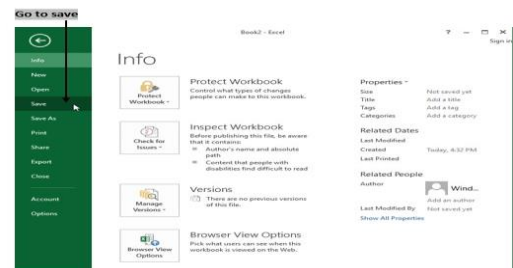 Go to save
Book2 - Excel
? – □ ×
Sign in
Info
New
Open
Save
Save As
Print
Share
Export
Close
Account
Options
Info
Protect Workbook
Protect Workbook
Control what types of changes people can make to this workbook.
Check for Issues
Inspect Workbook
Before publishing this file, be aware that it contains:
Author's name and absolute path
Content that people with disabilities find difficult to read
Manage Versions
Versions
There are no previous versions of this file.
Browser View Options
Browser View Options
Pick what users can see when this workbook is viewed on the Web.
Properties
Size Not saved yet
Title Add a title
Tags Add a tag
Categories Add a category
Related Dates
Last Modified
Created Today, 4:32 PM
Last Printed
Related People
Author Wind...
Add an author
Last Modified By Not saved yet
Show All Properties